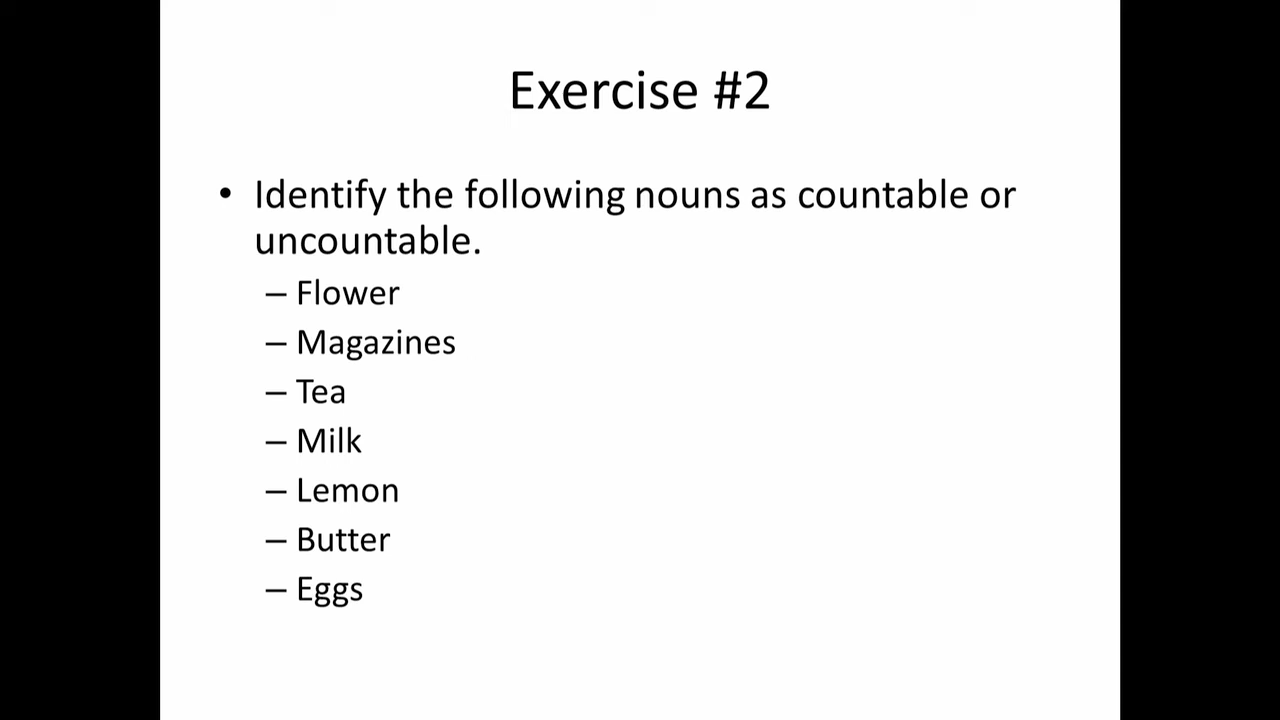 Exercise #2
• Identify the following nouns as countable or
uncountable.
– Flower
– Magazines
– Tea
– Milk
– Lemon
– Butter
– Eggs